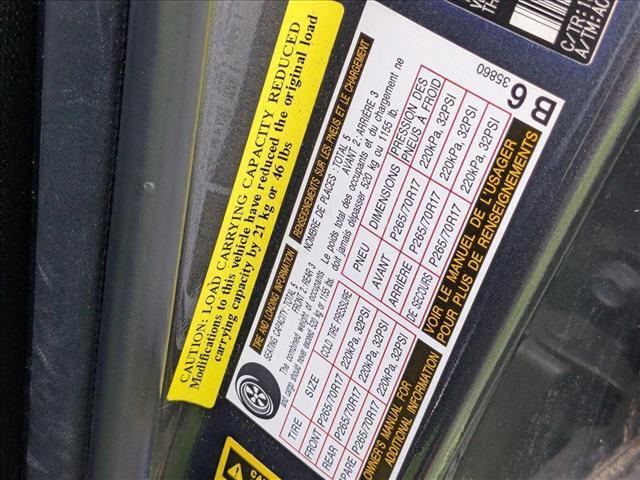 CAUTION: LOAD CARRYING CAPACITY REDUCED
Modifications to this vehicle have reduced the original load
carrying capacity by 21 kg or 46 lbs
TIRE AND LOADING INFORMATION
SEATING CAPACITY: TOTAL 5
FRONT 2; REAR 3
The combined weight of occupants
and cargo should never exceed 520 kg or 1155 lbs.
TIRE SIZE COLD TIRE PRESSURE
FRONT P265/70R17 220kPa, 32PSI
REAR P265/70R17 220kPa, 32PSI
PARE P265/70R17 220kPa, 32PSI
OWNER'S MANUAL FOR
ADDITIONAL INFORMATION
RENSEIGNEMENTS SUR LES PNEUS ET LE CHARGEMENT
NOMBRE DE PLACES : TOTAL 5
AVANT 2; ARRIÈRE 3
Le poids total des occupants et du chargement ne
doit jamais dépasser 520 kg ou 1155 lb.
PNEU DIMENSIONS PRESSION DES
PNEUS À FROID
AVANT P265/70R17 220kPa, 32PSI
ARRIÈRE P265/70R17 220kPa, 32PSI
DE SECOURS P265/70R17 220kPa, 32PSI
VOIR LE MANUEL DE L'USAGER
POUR PLUS DE RENSEIGNEMENTS
35860
B 6
C/TR:
A/TM: